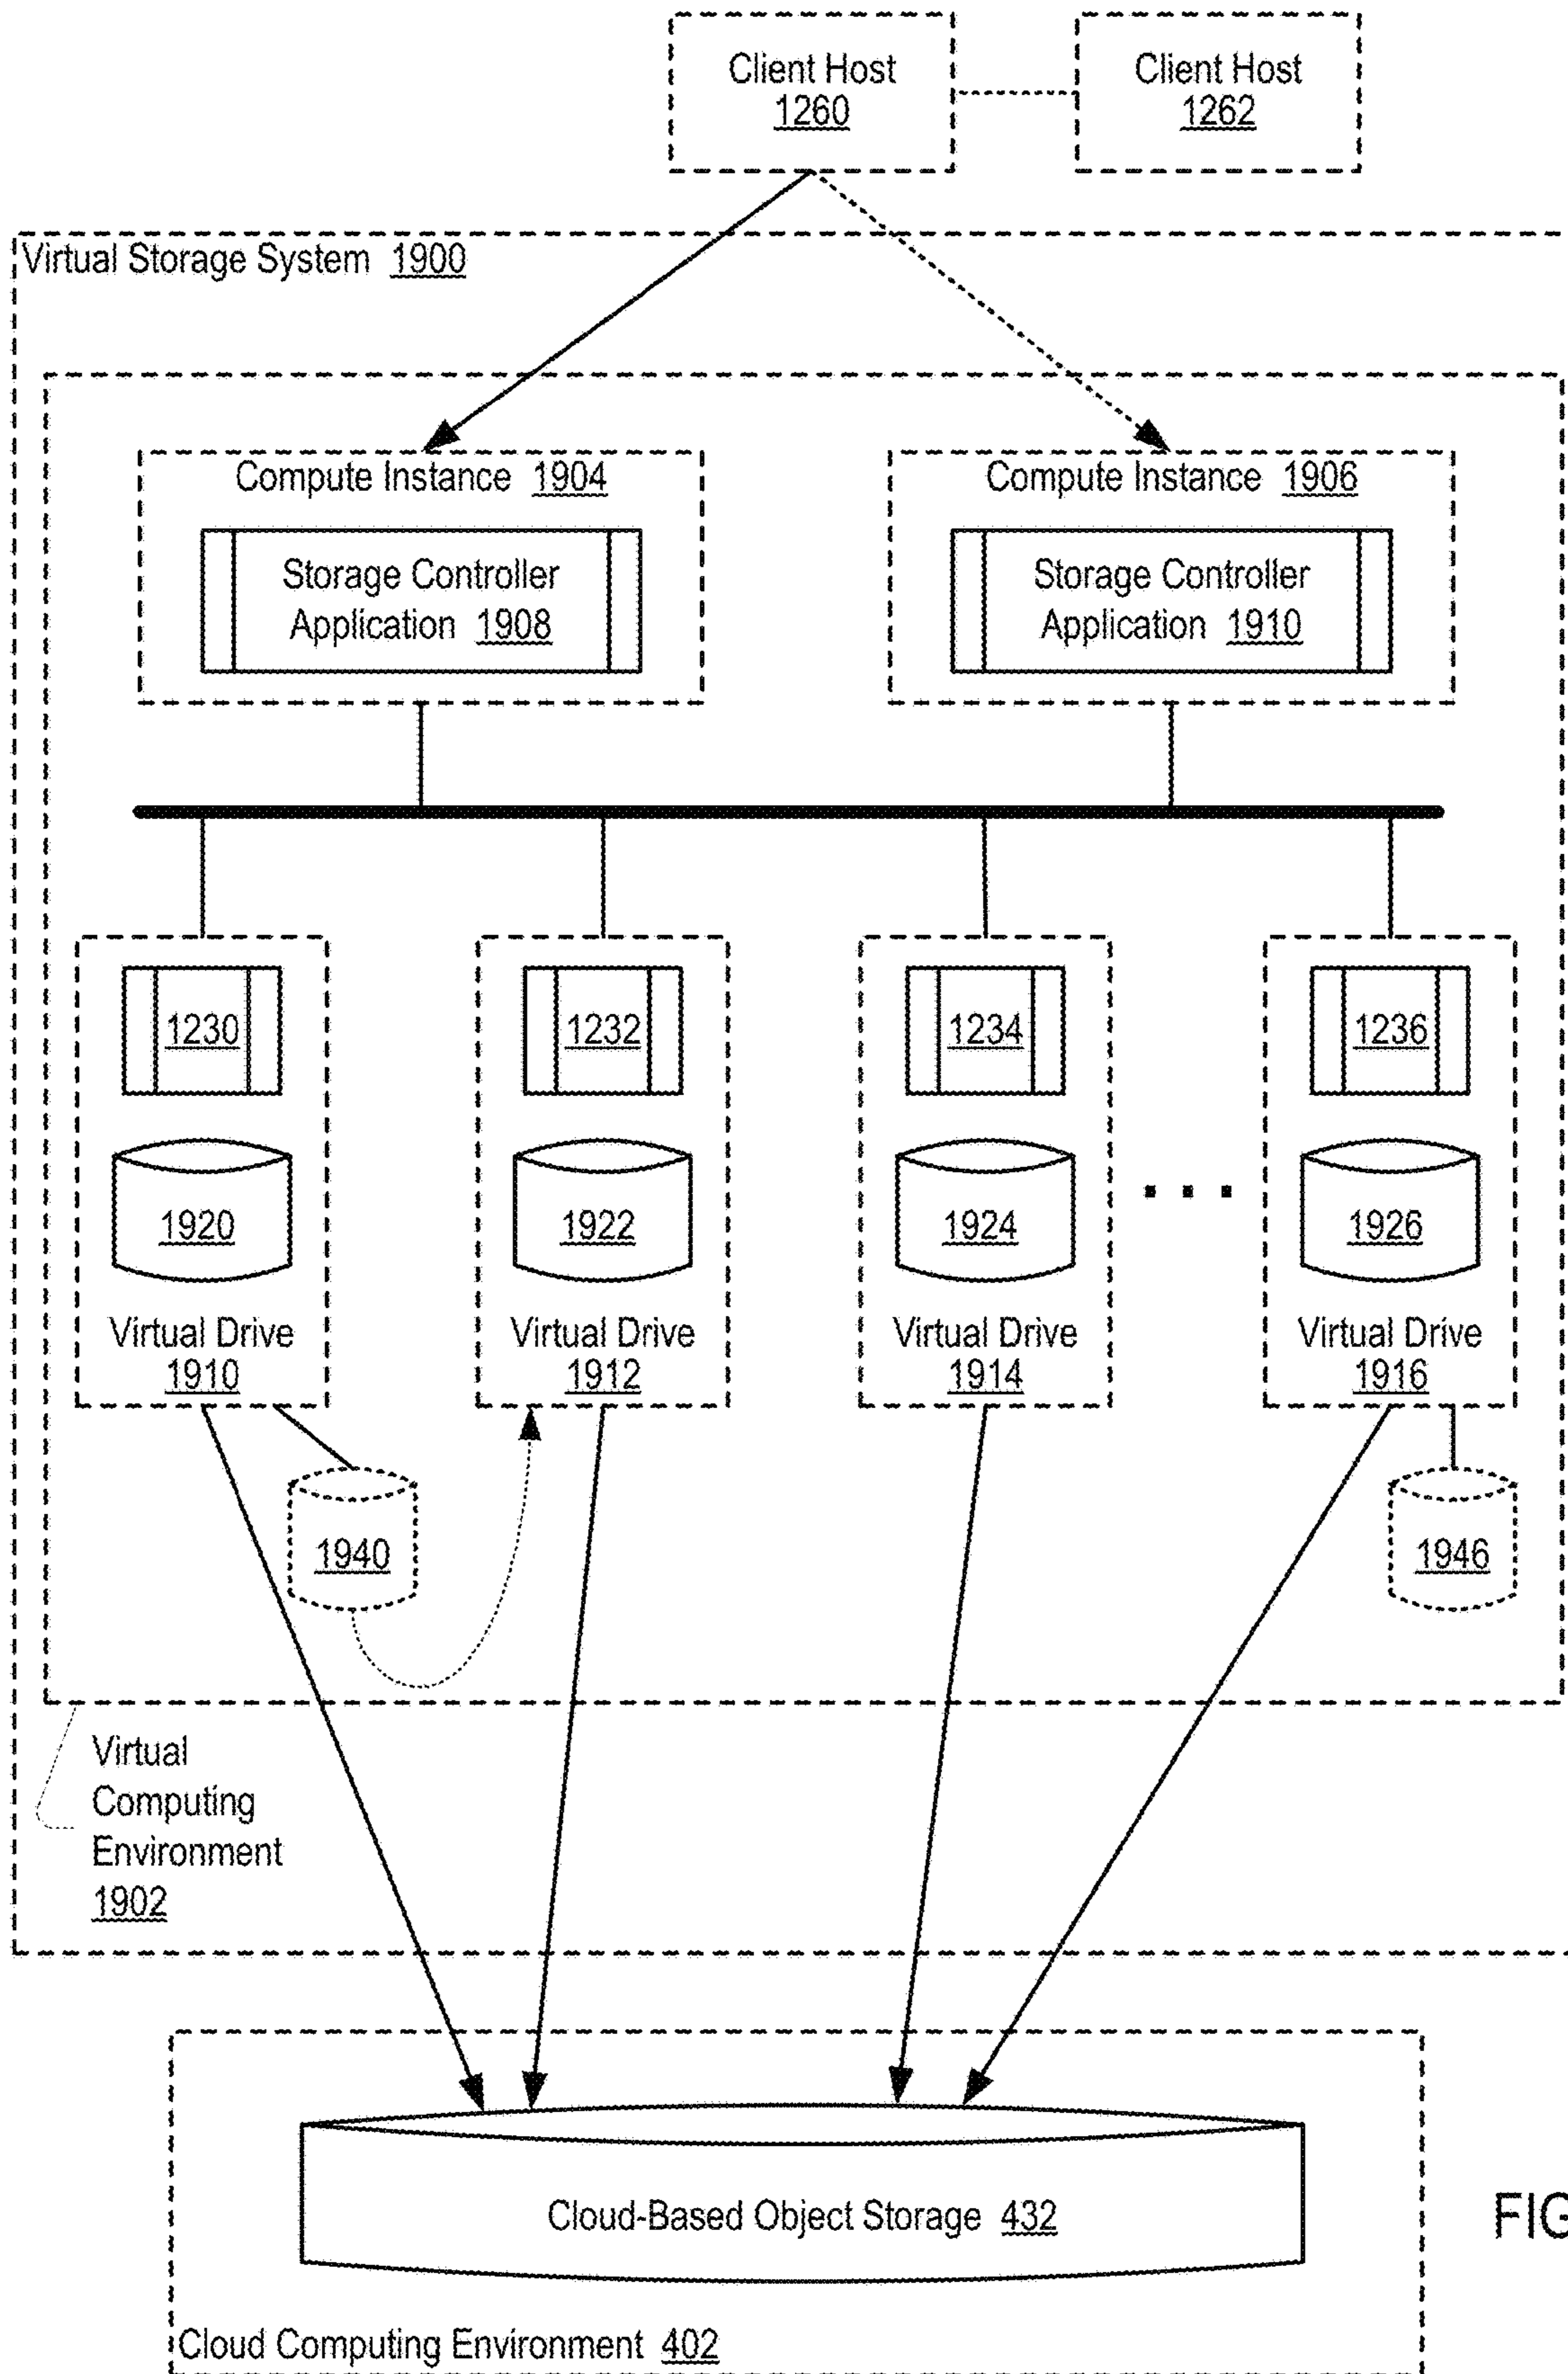 Client Host
1260
Client Host
1262
Virtual Storage System 1900
Compute Instance 1904
Storage Controller
Application 1908
Compute Instance 1906
Storage Controller
Application 1910
1230
1232
1234
1236
1920
1922
1924
1926
Virtual Drive
1910
Virtual Drive
1912
Virtual Drive
1914
Virtual Drive
1916
1940
1946
Virtual
Computing
Environment
1902
Cloud-Based Object Storage 432
FIG
Cloud Computing Environment 402